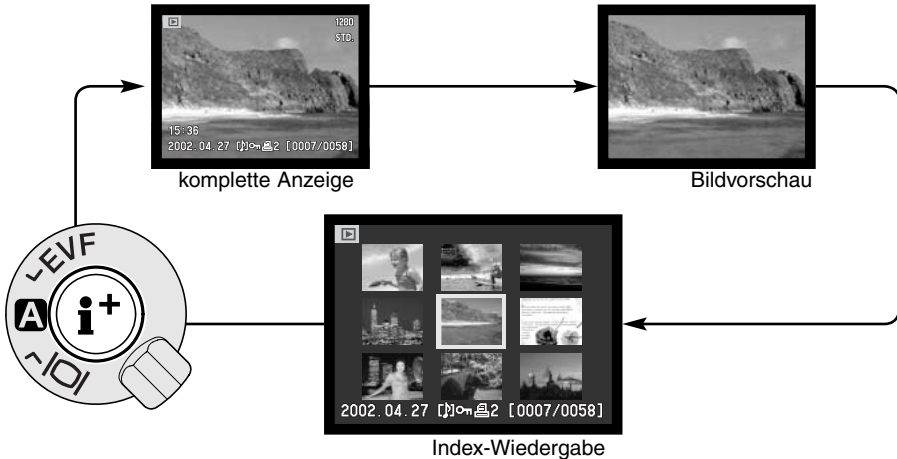 1280
STD.
15:36
2002.04.27 2 [0007/0058]
komplette Anzeige
Bildvorschau
EVF
A
i+
2002.04.27 2 [0007/0058]
Index-Wiedergabe